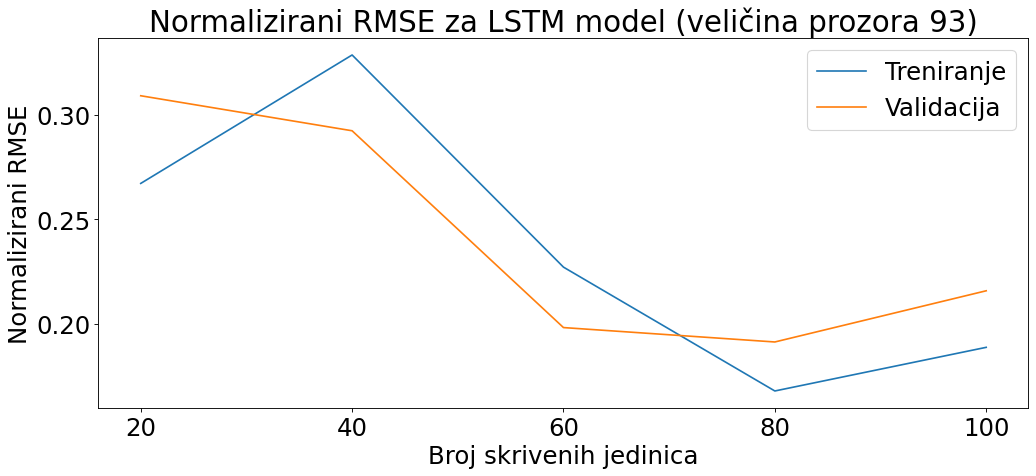 Normalizirani RMSE za LSTM model (veličina prozora 93)
Treniranje
Validacija
Normalizirani RMSE
0.30
0.25
0.20
20 40 60 80 100
Broj skrivenih jedinica